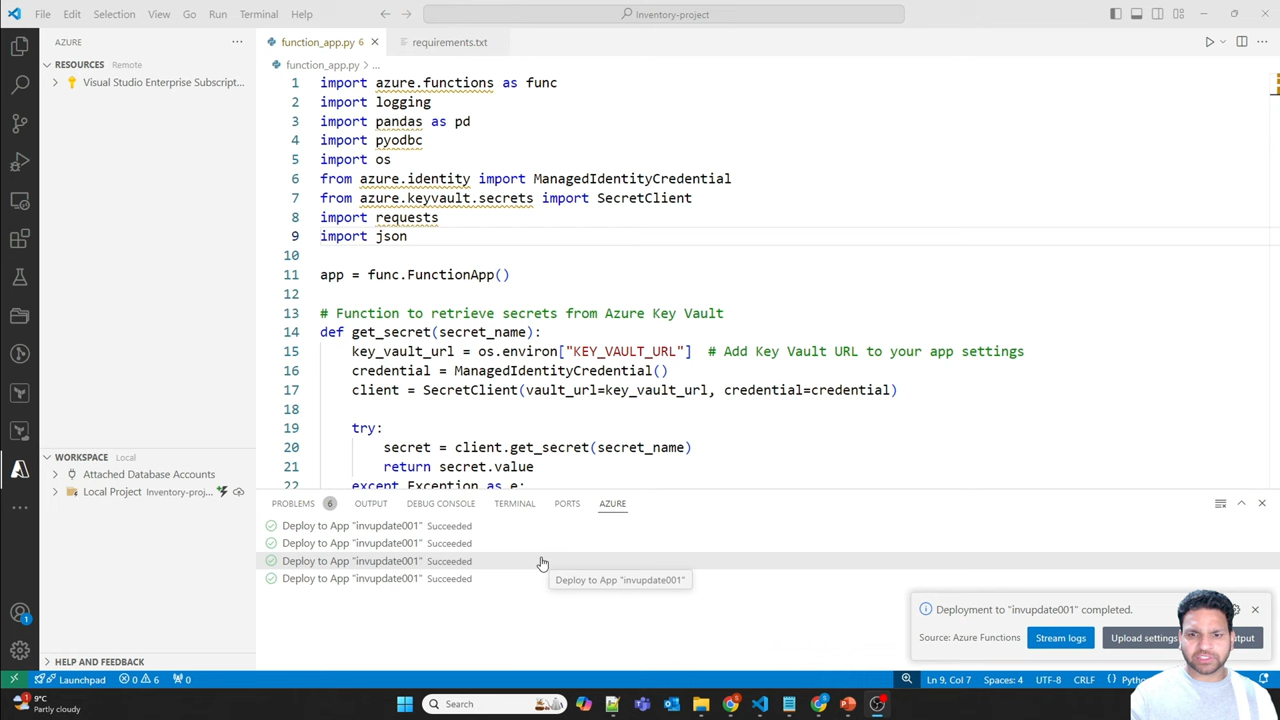 File Edit Selection View Go Run Terminal Help
Inventory-project
AZURE
RESOURCES Remote
Visual Studio Enterprise Subscript...
function_app.py 6
requirements.txt
function_app.py > ...
1 import azure.functions as func
2 import logging
3 import pandas as pd
4 import pyodbc
5 import os
6 from azure.identity import ManagedIdentityCredential
7 from azure.keyvault.secrets import SecretClient
8 import requests
9 import json
10
11 app = func.FunctionApp()
12
13 # Function to retrieve secrets from Azure Key Vault
14 def get_secret(secret_name):
15 key_vault_url = os.environ["KEY_VAULT_URL"] # Add Key Vault URL to your app settings
16 credential = ManagedIdentityCredential()
17 client = SecretClient(vault_url=key_vault_url, credential=credential)
18
19 try:
20 secret = client.get_secret(secret_name)
21 return secret.value
22 except Exception as e:
WORKSPACE Local
Attached Database Accounts
Local Project Inventory-proj...
HELP AND FEEDBACK
PROBLEMS 6 OUTPUT DEBUG CONSOLE TERMINAL PORTS AZURE
Deploy to App "invupdate001" Succeeded
Deploy to App "invupdate001" Succeeded
Deploy to App "invupdate001" Succeeded
Deploy to App "invupdate001" Succeeded
Deploy to App "invupdate001"
Deployment to "invupdate001" completed.
Source: Azure Functions Stream logs Upload settings
1
Launchpad 0 6 0 Ln 9, Col 7 Spaces: 4 UTF-8 CRLF
9°C
Partly cloudy
Search